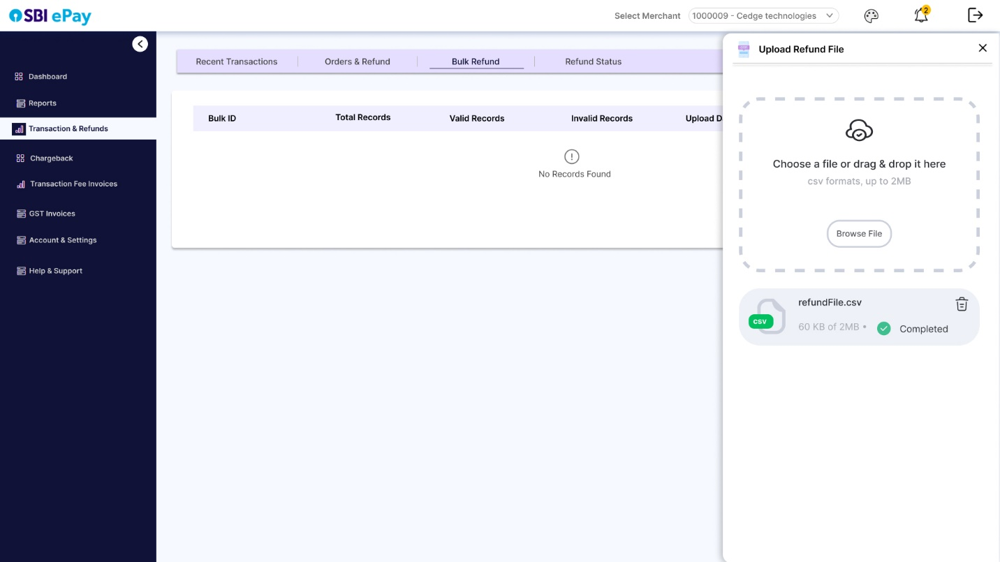 SBI ePay
Select Merchant
1000009 - Cedge technologies
2
Dashboard
Reports
Transaction & Refunds
Chargeback
Transaction Fee Invoices
GST Invoices
Account & Settings
Help & Support
Recent Transactions
Orders & Refund
Bulk Refund
Refund Status
Bulk ID
Total Records
Valid Records
Invalid Records
Upload D
No Records Found
Upload Refund File
Choose a file or drag & drop it here
csv formats, up to 2MB
Browse File
refundFile.csv
csv
60 KB of 2MB •
Completed